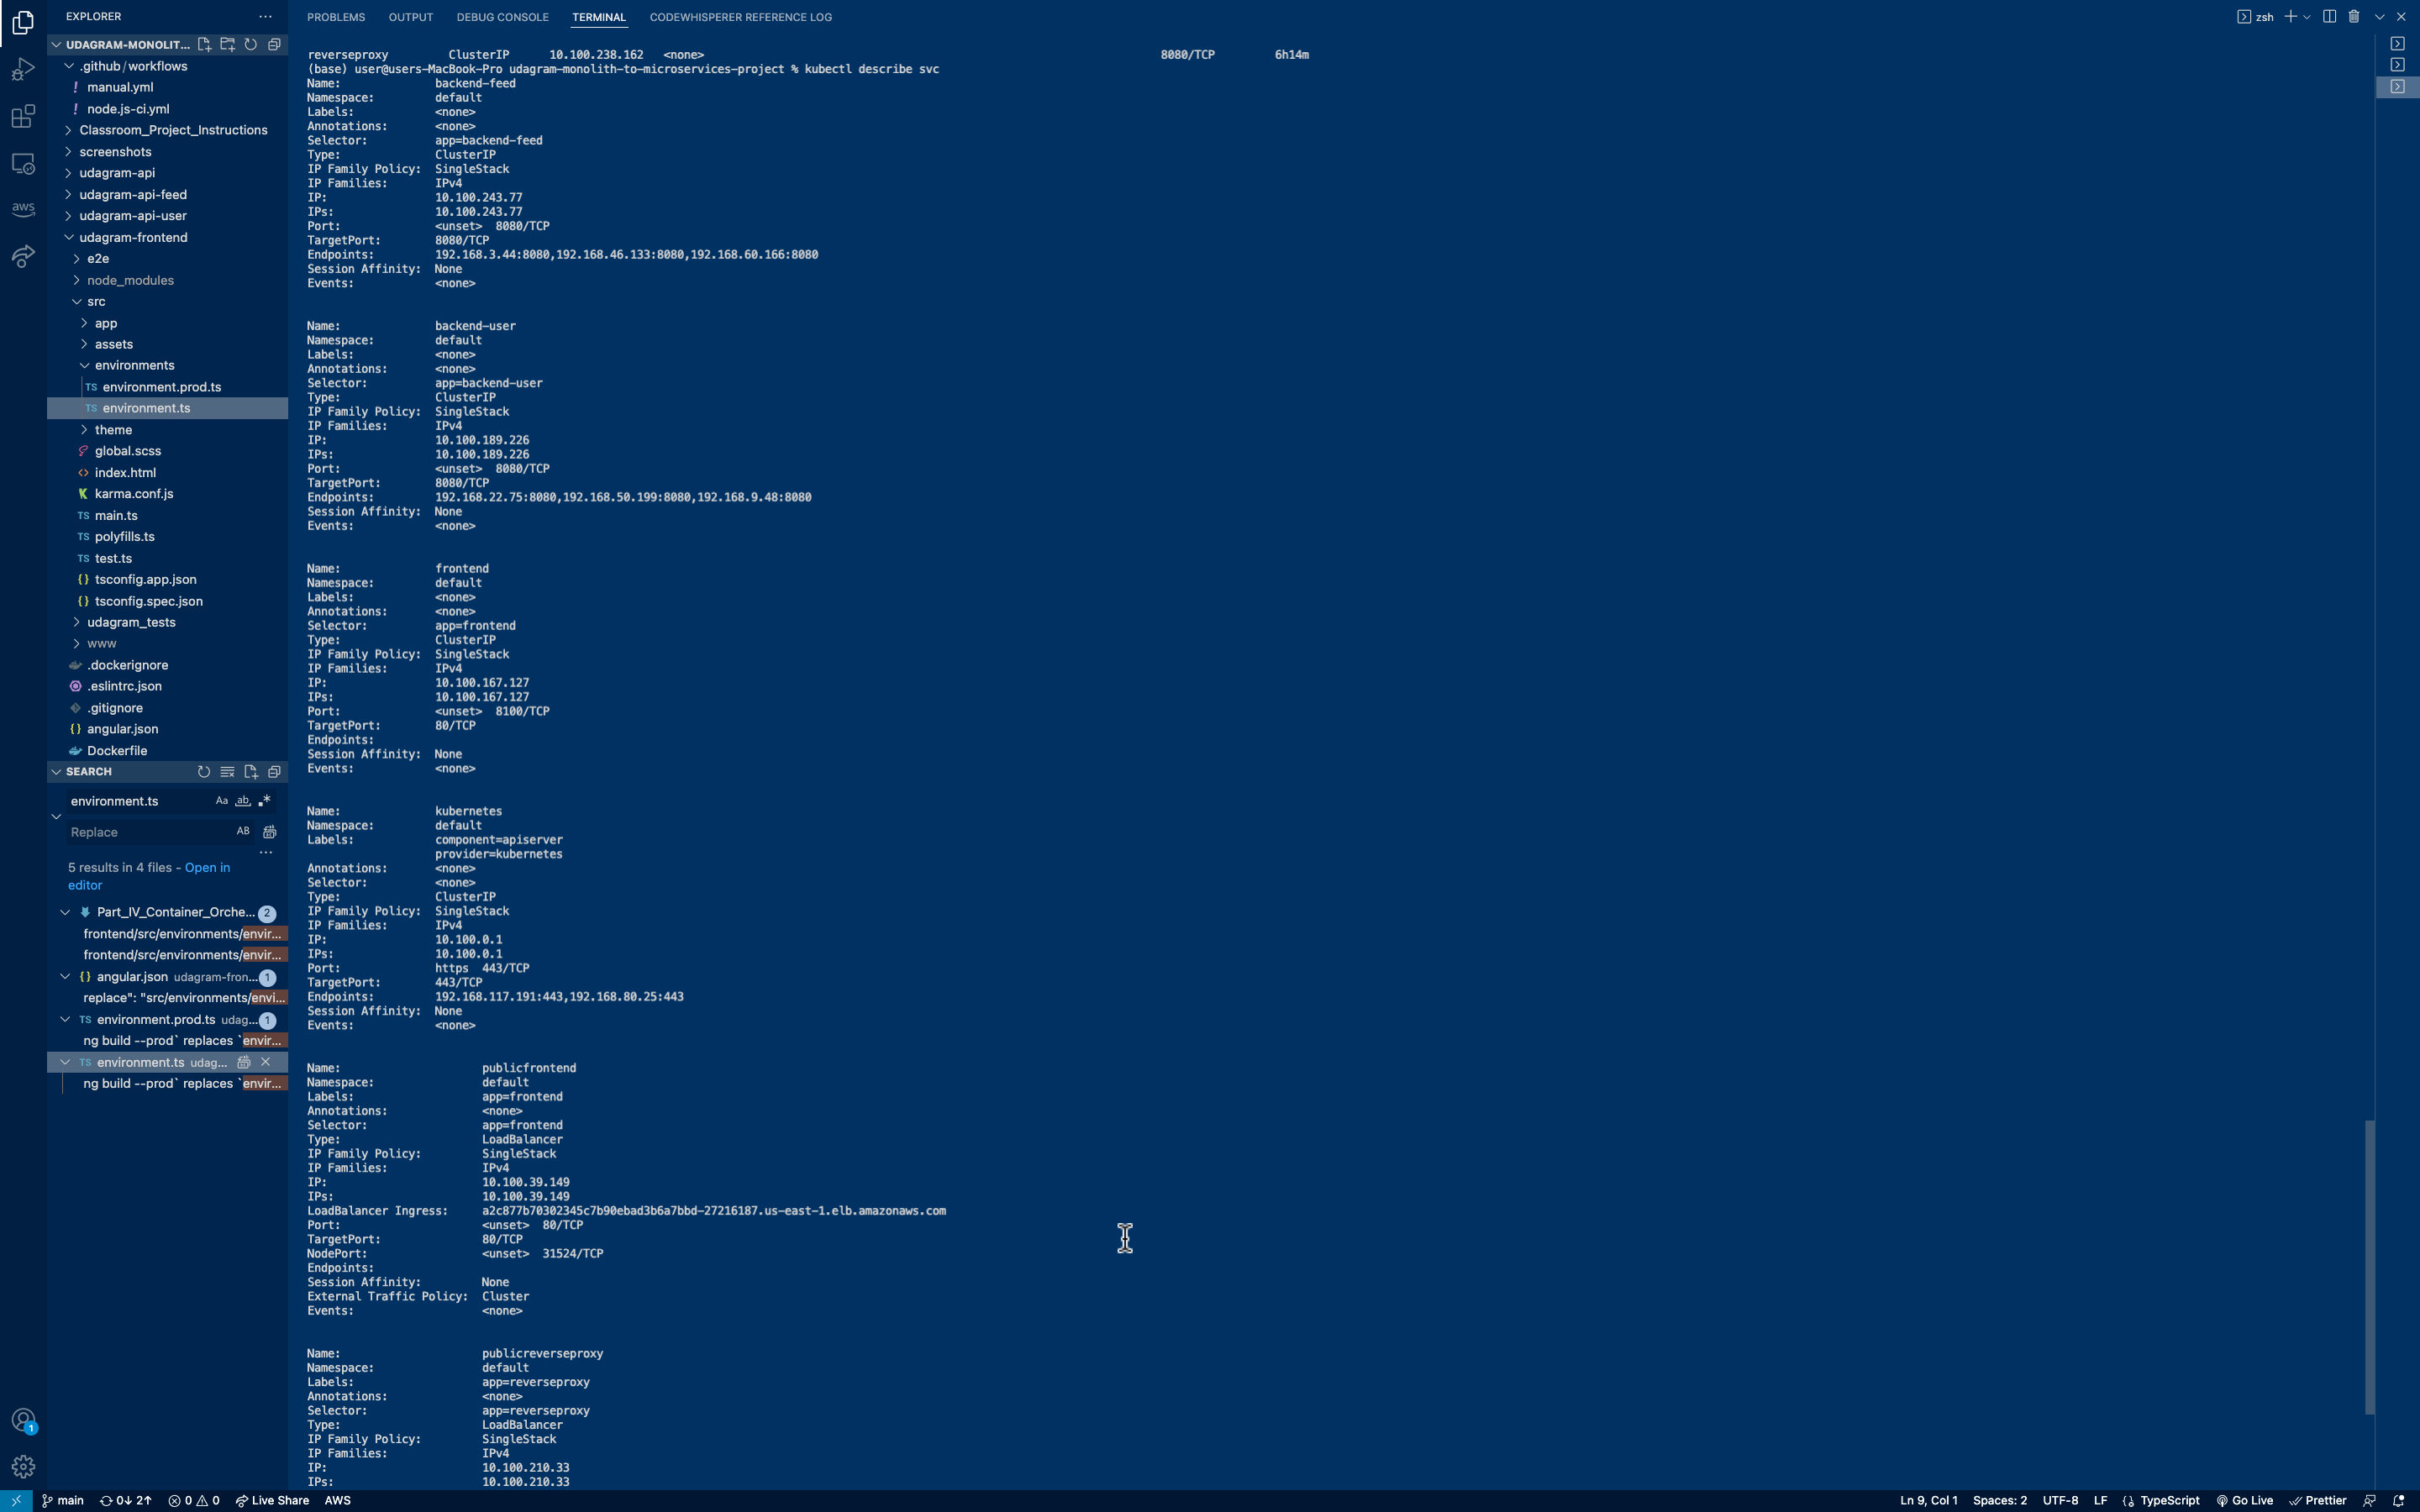 EXPLORER
UDAGRAM-MONOLIT...
.github/workflows
! manual.yml
! node.js-ci.yml
Classroom_Project_Instructions
screenshots
udagram-api
udagram-api-feed
udagram-api-user
udagram-frontend
e2e
node_modules
src
app
assets
environments
TS environment.prod.ts
TS environment.ts
theme
global.scss
<> index.html
karma.conf.js
TS main.ts
TS polyfills.ts
TS test.ts
{} tsconfig.app.json
{} tsconfig.spec.json
udagram_tests
www
.dockerignore
.eslintrc.json
.gitignore
{} angular.json
Dockerfile
SEARCH
environment.ts Aa ab .*
Replace AB
5 results in 4 files - Open in
editor
Part_IV_Container_Orche... 2
frontend/src/environments/envir...
frontend/src/environments/envir...
{} angular.json udagram-fron... 1
replace": "src/environments/envi...
TS environment.prod.ts udag... 1
ng build --prod` replaces `envir...
TS environment.ts udag...
ng build --prod` replaces `envir...
aws
1
PROBLEMS OUTPUT DEBUG CONSOLE TERMINAL CODEWHISPERER REFERENCE LOG
zsh
reverseproxy ClusterIP 10.100.238.162 <none> 8080/TCP 6h14m
(base) user@users-MacBook-Pro udagram-monolith-to-microservices-project % kubectl describe svc
Name: backend-feed
Namespace: default
Labels: <none>
Annotations: <none>
Selector: app=backend-feed
Type: ClusterIP
IP Family Policy: SingleStack
IP Families: IPv4
IP: 10.100.243.77
IPs: 10.100.243.77
Port: <unset> 8080/TCP
TargetPort: 8080/TCP
Endpoints: 192.168.3.44:8080,192.168.46.133:8080,192.168.60.166:8080
Session Affinity: None
Events: <none>
Name: backend-user
Namespace: default
Labels: <none>
Annotations: <none>
Selector: app=backend-user
Type: ClusterIP
IP Family Policy: SingleStack
IP Families: IPv4
IP: 10.100.189.226
IPs: 10.100.189.226
Port: <unset> 8080/TCP
TargetPort: 8080/TCP
Endpoints: 192.168.22.75:8080,192.168.50.199:8080,192.168.9.48:8080
Session Affinity: None
Events: <none>
Name: frontend
Namespace: default
Labels: <none>
Annotations: <none>
Selector: app=frontend
Type: ClusterIP
IP Family Policy: SingleStack
IP Families: IPv4
IP: 10.100.167.127
IPs: 10.100.167.127
Port: <unset> 8100/TCP
TargetPort: 80/TCP
Endpoints:
Session Affinity: None
Events: <none>
Name: kubernetes
Namespace: default
Labels: component=apiserver
provider=kubernetes
Annotations: <none>
Selector: <none>
Type: ClusterIP
IP Family Policy: SingleStack
IP Families: IPv4
IP: 10.100.0.1
IPs: 10.100.0.1
Port: https 443/TCP
TargetPort: 443/TCP
Endpoints: 192.168.117.191:443,192.168.80.25:443
Session Affinity: None
Events: <none>
Name: publicfrontend
Namespace: default
Labels: app=frontend
Annotations: <none>
Selector: app=frontend
Type: LoadBalancer
IP Family Policy: SingleStack
IP Families: IPv4
IP: 10.100.39.149
IPs: 10.100.39.149
LoadBalancer Ingress: a2c877b70302345c7b90ebad3b6a7bbd-27216187.us-east-1.elb.amazonaws.com
Port: <unset> 80/TCP
TargetPort: 80/TCP
NodePort: <unset> 31524/TCP
Endpoints:
Session Affinity: None
External Traffic Policy: Cluster
Events: <none>
Name: publicreverseproxy
Namespace: default
Labels: app=reverseproxy
Annotations: <none>
Selector: app=reverseproxy
Type: LoadBalancer
IP Family Policy: SingleStack
IP Families: IPv4
IP: 10.100.210.33
IPs: 10.100.210.33
main 0↓ 2↑ 0 0 Live Share AWS
Ln 9, Col 1 Spaces: 2 UTF-8 LF {} TypeScript Go Live Prettier